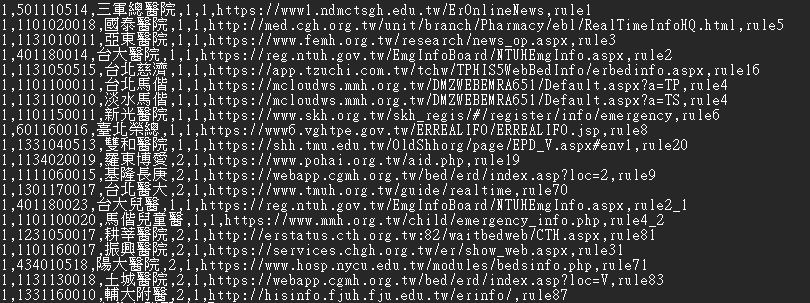 1,501110514,三軍總醫院,1,1,https://www1.ndmctsgh.edu.tw/ErOnlineNews,rule1
1,1101020018,國泰醫院,1,1,http://med.cgh.org.tw/unit/branch/Pharmacy/ebl/RealTimeInfoHQ.html,rule5
1,1131010011,亞東醫院,1,1,https://www.femh.org.tw/research/news_op.aspx,rule3
1,401180014,台大醫院,1,1,https://reg.ntuh.gov.tw/EmgInfoBoard/NTUHEmgInfo.aspx,rule2
1,1131050515,台北慈濟,1,1,https://app.tzuchi.com.tw/tchw/TPHIS5WebBedInfo/erbedinfo.aspx,rule16
1,1101100011,台北馬偕,1,1,https://mcloudws.mmh.org.tw/DMZWEBEMRA651/Default.aspx?a=TP,rule4
1,1131100010,淡水馬偕,1,1,https://mcloudws.mmh.org.tw/DMZWEBEMRA651/Default.aspx?a=TS,rule4
1,1101150011,新光醫院,1,1,https://www.skh.org.tw/skh_regis/#/register/info/emergency,rule6
1,601160016,臺北榮總,1,1,https://www6.vghtpe.gov.tw/ERREALIFO/ERREALIFO.jsp,rule8
1,1331040513,雙和醫院,1,1,https://shh.tmu.edu.tw/OldShhorg/page/EPD_V.aspx#env1,rule20
1,1134020019,羅東博愛,2,1,https://www.pohai.org.tw/aid.php,rule19
1,1111060015,基隆長庚,2,1,https://webapp.cgmh.org.tw/bed/erd/index.asp?loc=2,rule9
1,1301170017,台北醫大,2,1,https://www.tmuh.org.tw/guide/realtime,rule70
1,401180023,台大兒醫,1,1,https://reg.ntuh.gov.tw/EmgInfoBoard/NTUHEmgInfo.aspx,rule2_1
1,1101100020,馬偕兒童醫,1,1,https://www.mmh.org.tw/child/emergency_info.php,rule4_2
1,1231050017,耕莘醫院,2,1,http://erstatus.cth.org.tw:82/waitbedweb/CTH.aspx,rule81
1,1101160017,振興醫院,2,1,https://services.chgh.org.tw/er/show_web.aspx,rule31
1,434010518,陽大醫院,2,1,https://www.hosp.nycu.edu.tw/modules/bedsinfo.php,rule71
1,1131130018,土城醫院,2,1,https://webapp.cgmh.org.tw/bed/erd/index.asp?loc=V,rule83
1,1331160010,輔大附醫,2,1,http://hisinfo.fjuh.fju.edu.tw/erinfo/,rule87